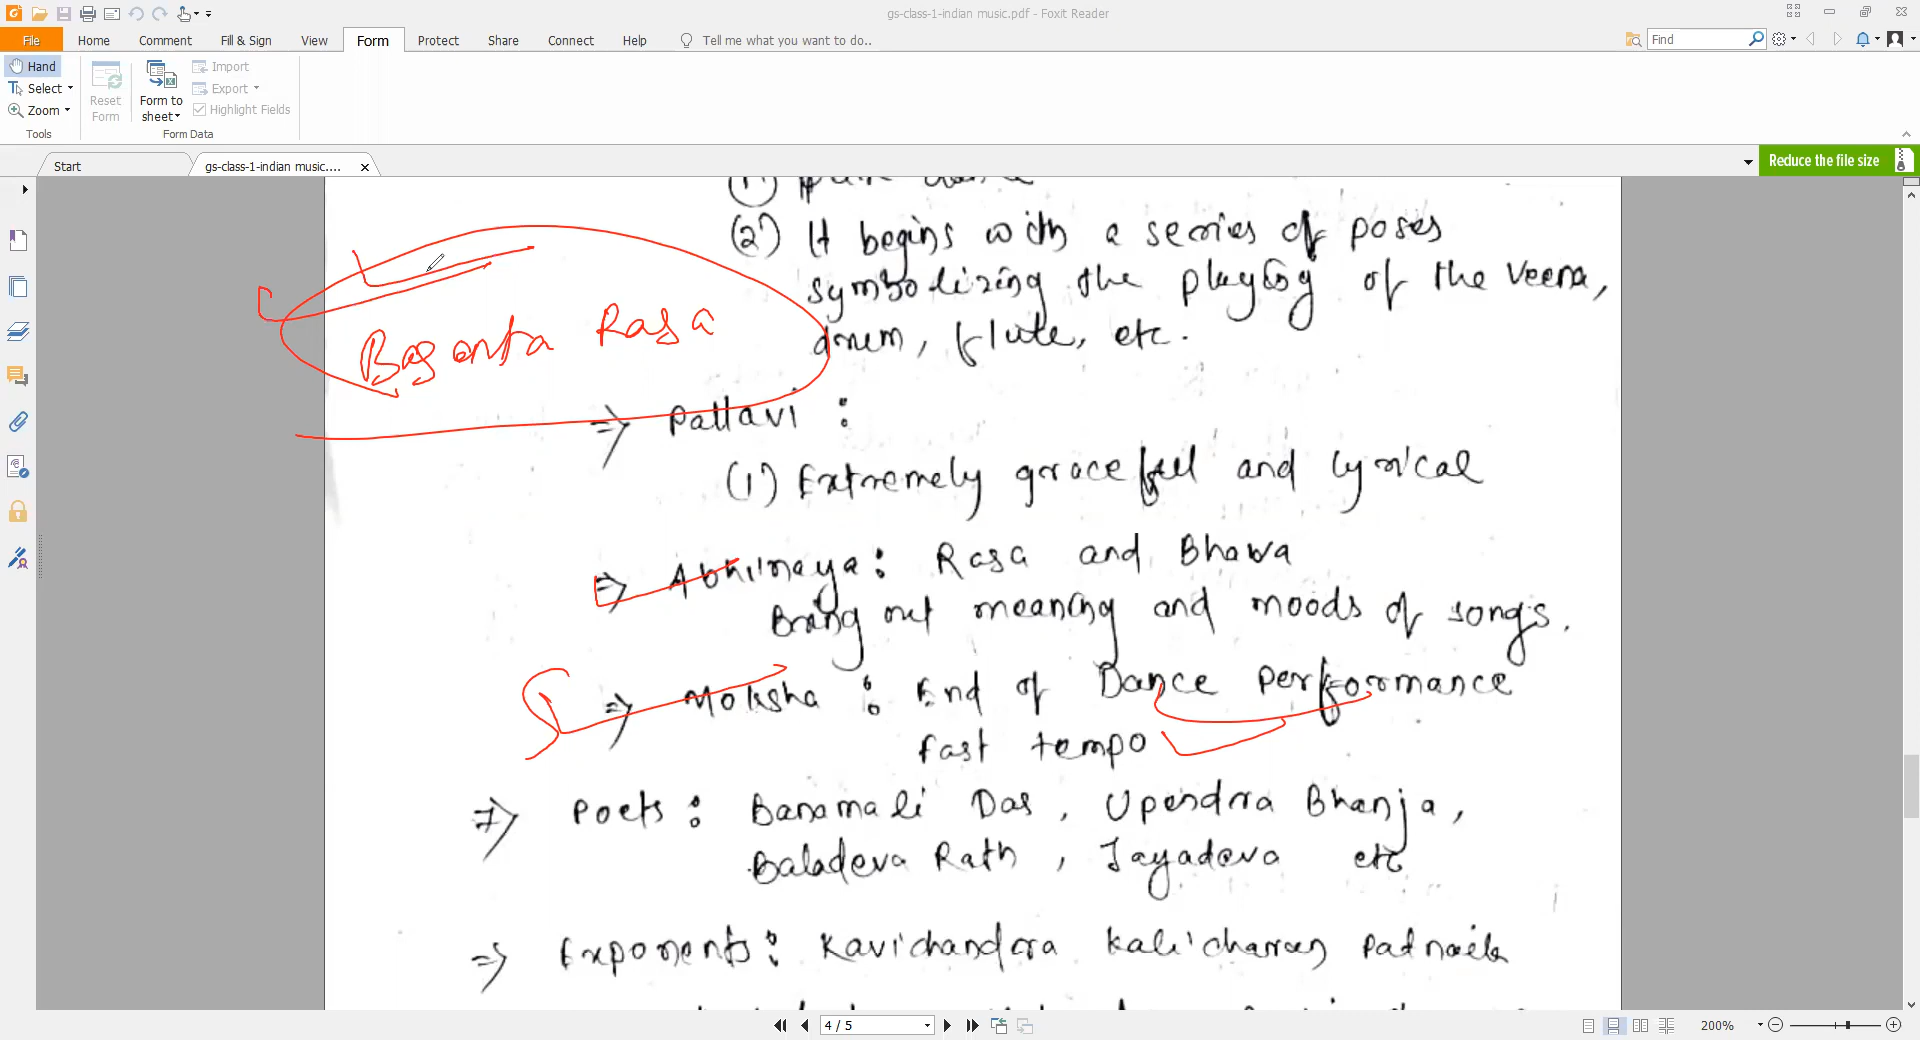 gs-class-1-indian music.pdf - Foxit Reader
File Home Comment Fill & Sign View Form Protect Share Connect Help Tell me what you want to do.. Find
Hand
Select
Zoom
Tools
Reset Form
Form to sheet
Import
Export
Highlight Fields
Form Data
Start gs-class-1-indian music.... Reduce the file size
(2) It begins with a series of poses
symbolizing the playing of the veena,
drum, flute, etc.
Basanta Rasa
⇒ Pallavi :
(1) Extremely graceful and lyrical
⇒ Abhinaya: Rasa and Bhava
Bring out meaning and moods of songs.
⇒ Moksha : End of Dance performance
fast tempo
⇒ Poets: Banamali Das, Upendra Bhanja,
Baladeva Rath, Jayadeva etc
⇒ Exponents: Kavichandra Kalicharan Patnaik
4 / 5 200%